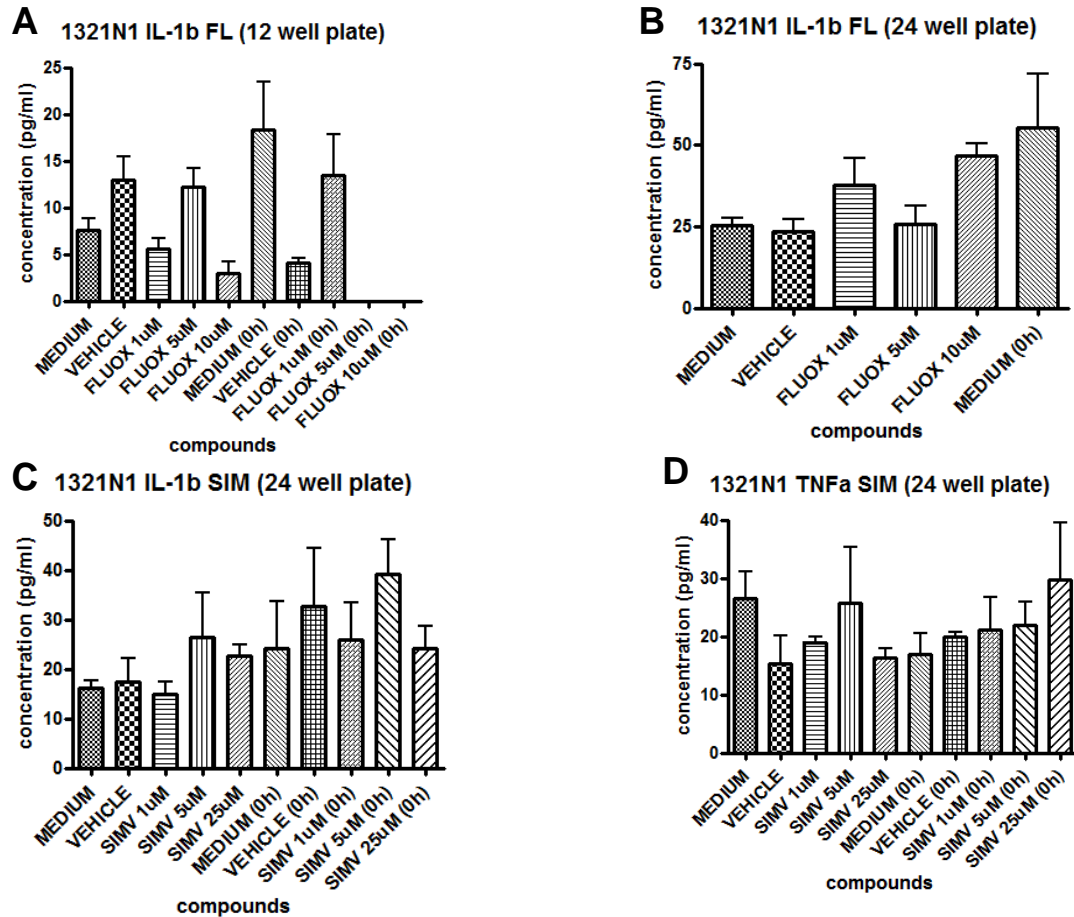 A
1321N1 IL-1b FL (12 well plate)
concentration (pg/ml)
25
20
15
10
5
0
MEDIUM
VEHICLE
FLUOX 1uM
FLUOX 5uM
FLUOX 10uM
MEDIUM (0h)
VEHICLE (0h)
FLUOX 1uM (0h)
FLUOX 5uM (0h)
FLUOX 10uM (0h)
compounds
B
1321N1 IL-1b FL (24 well plate)
concentration (pg/ml)
75
50
25
0
MEDIUM
VEHICLE
FLUOX 1uM
FLUOX 5uM
FLUOX 10uM
MEDIUM (0h)
compounds
C
1321N1 IL-1b SIM (24 well plate)
concentration (pg/ml)
50
40
30
20
10
0
MEDIUM
VEHICLE
SIMV 1uM
SIMV 5uM
SIMV 25uM
MEDIUM (0h)
VEHICLE (0h)
SIMV 1uM (0h)
SIMV 5uM (0h)
SIMV 25uM (0h)
compounds
D
1321N1 TNFa SIM (24 well plate)
concentration (pg/ml)
40
30
20
10
0
MEDIUM
VEHICLE
SIMV 1uM
SIMV 5uM
SIMV 25uM
MEDIUM (0h)
VEHICLE (0h)
SIMV 1uM (0h)
SIMV 5uM (0h)
SIMV 25uM (0h)
compounds